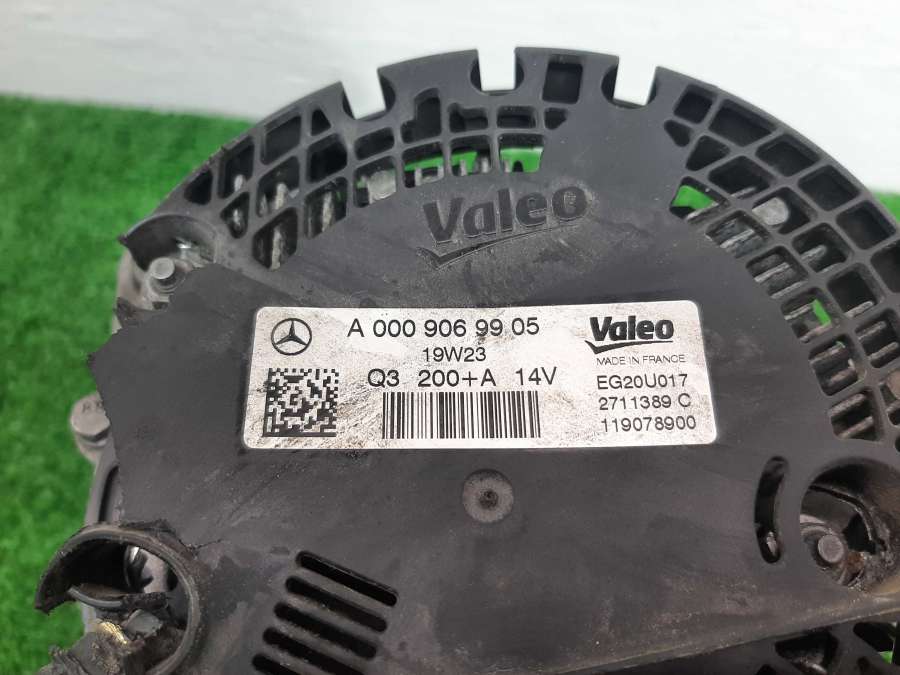 Valeo
A 000 906 99 05
19W23
Q3 200+A 14V
Valeo
MADE IN FRANCE
EG20U017
2711389 C
119078900